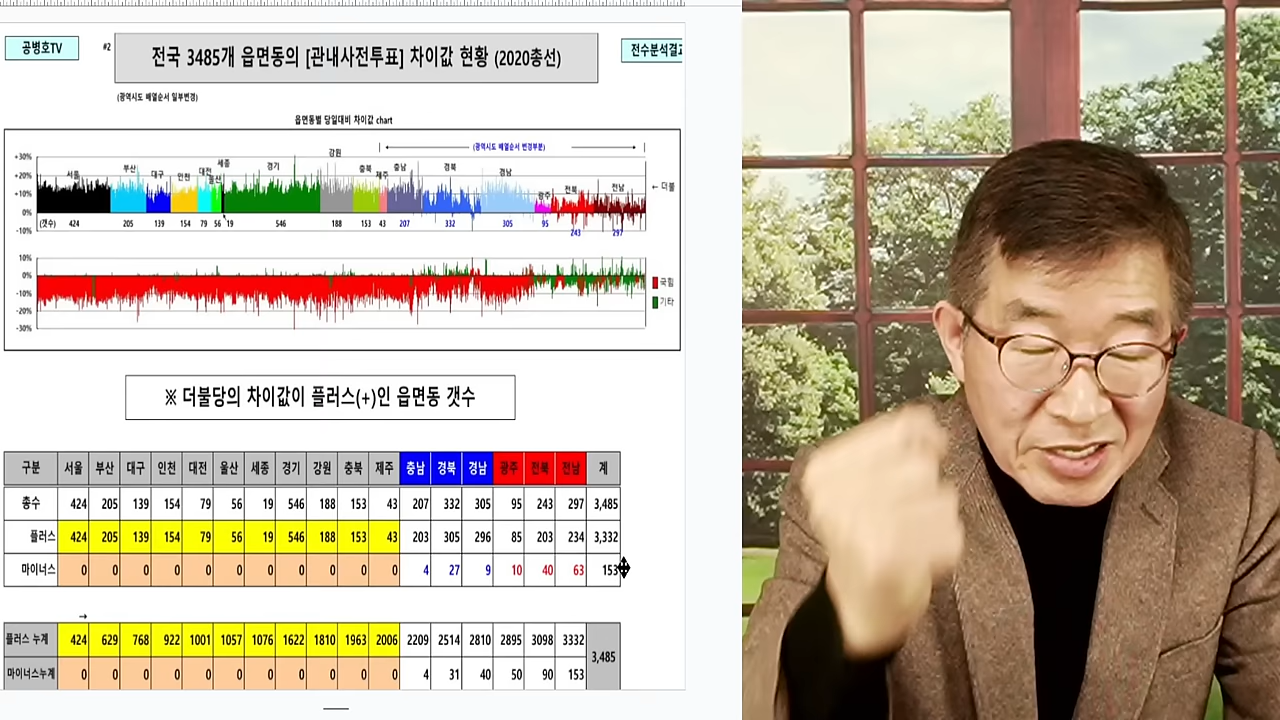 공병호TV
#2
전국 3485개 읍면동의 [관내사전투표] 차이값 현황 (2020총선)
전수분석결과
(광역시도 배열순서 일부변경)
읍면동별 당일대비 차이값 chart
(광역시도 배열순서 변경부분)
+30%
+20%
+10%
0%
-10%
서울 부산 대구 인천 대전 울산 세종 경기 강원 충북 제주 충남 경북 경남 광주 전북 전남
← 더불
(갯수) 424 205 139 154 79 56 19 546 188 153 43 207 332 305 95 243 297
10%
0%
-10%
-20%
-30%
국힘
기타
※ 더불당의 차이값이 플러스(+)인 읍면동 갯수
구분 서울 부산 대구 인천 대전 울산 세종 경기 강원 충북 제주 충남 경북 경남 광주 전북 전남 계
총수 424 205 139 154 79 56 19 546 188 153 43 207 332 305 95 243 297 3,485
플러스 424 205 139 154 79 56 19 546 188 153 43 203 305 296 85 203 234 3,332
마이너스 0 0 0 0 0 0 0 0 0 0 0 4 27 9 10 40 63 153
→
플러스 누계 424 629 768 922 1001 1057 1076 1622 1810 1963 2006 2209 2514 2810 2895 3098 3332 3,485
마이너스누계 0 0 0 0 0 0 0 0 0 0 0 4 31 40 50 90 153